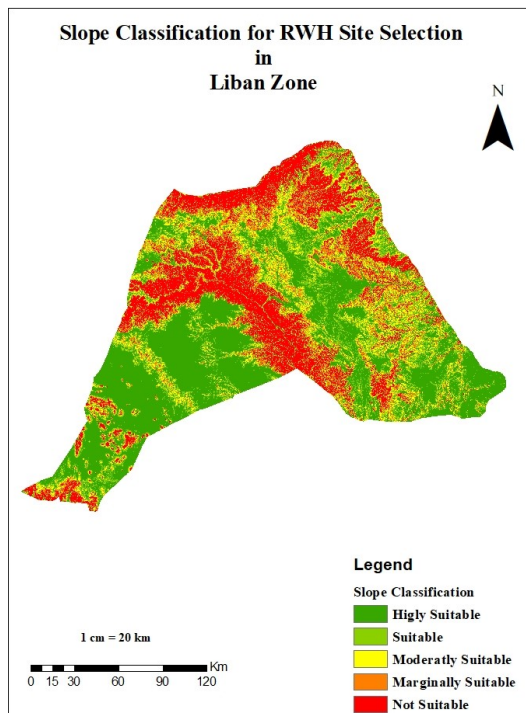 Slope Classification for RWH Site Selection
in
Liban Zone
N
Legend
Slope Classification
Higly Suitable
Suitable
Moderatly Suitable
Marginally Suitable
Not Suitable
1 cm = 20 km
Km
0 15 30 60 90 120